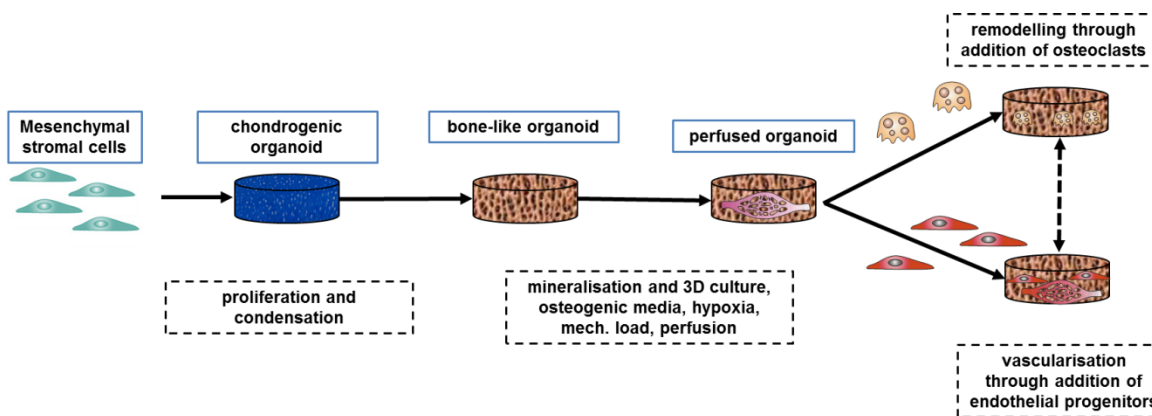 remodelling through
addition of osteoclasts
Mesenchymal
stromal cells
chondrogenic
organoid
bone-like organoid
perfused organoid
proliferation and
condensation
mineralisation and 3D culture,
osteogenic media, hypoxia,
mech. load, perfusion
vascularisation
through addition of
endothelial progenitors